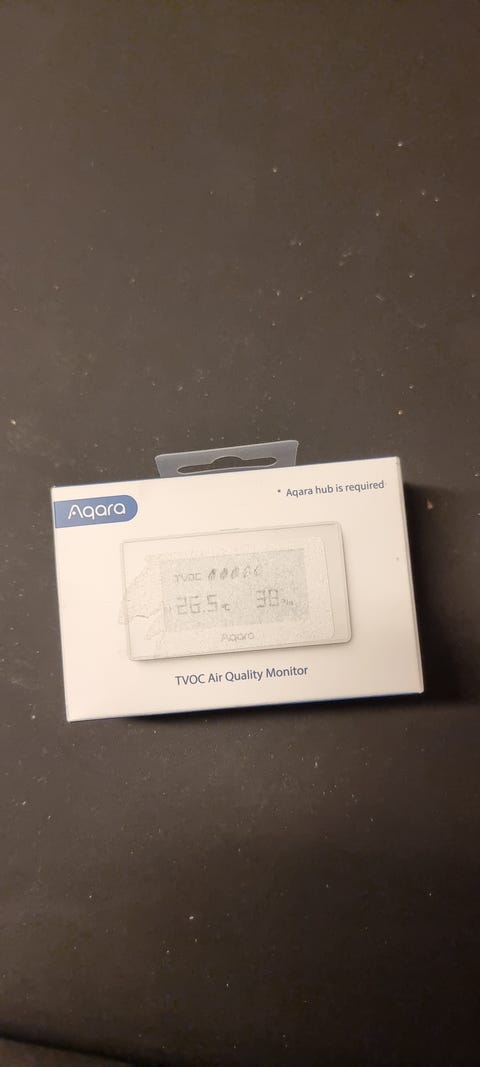 Aqara
* Aqara hub is required
TVOC
26.5 °C 38 %
Aqara
TVOC Air Quality Monitor